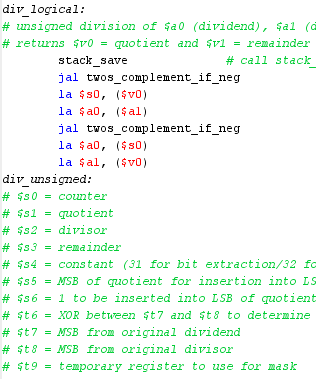 div_logical:
# unsigned division of $a0 (dividend), $a1 (d
# returns $v0 = quotient and $v1 = remainder
stack_save # call stack_
jal twos_complement_if_neg
la $s0, ($v0)
la $a0, ($a1)
jal twos_complement_if_neg
la $a0, ($s0)
la $a1, ($v0)
div_unsigned:
# $s0 = counter
# $s1 = quotient
# $s2 = divisor
# $s3 = remainder
# $s4 = constant (31 for bit extraction/32 fo
# $s5 = MSB of quotient for insertion into LS
# $s6 = 1 to be inserted into LSB of quotient
# $t6 = XOR between $t7 and $t8 to determine
# $t7 = MSB from original dividend
# $t8 = MSB from original divisor
# $t9 = temporary register to use for mask